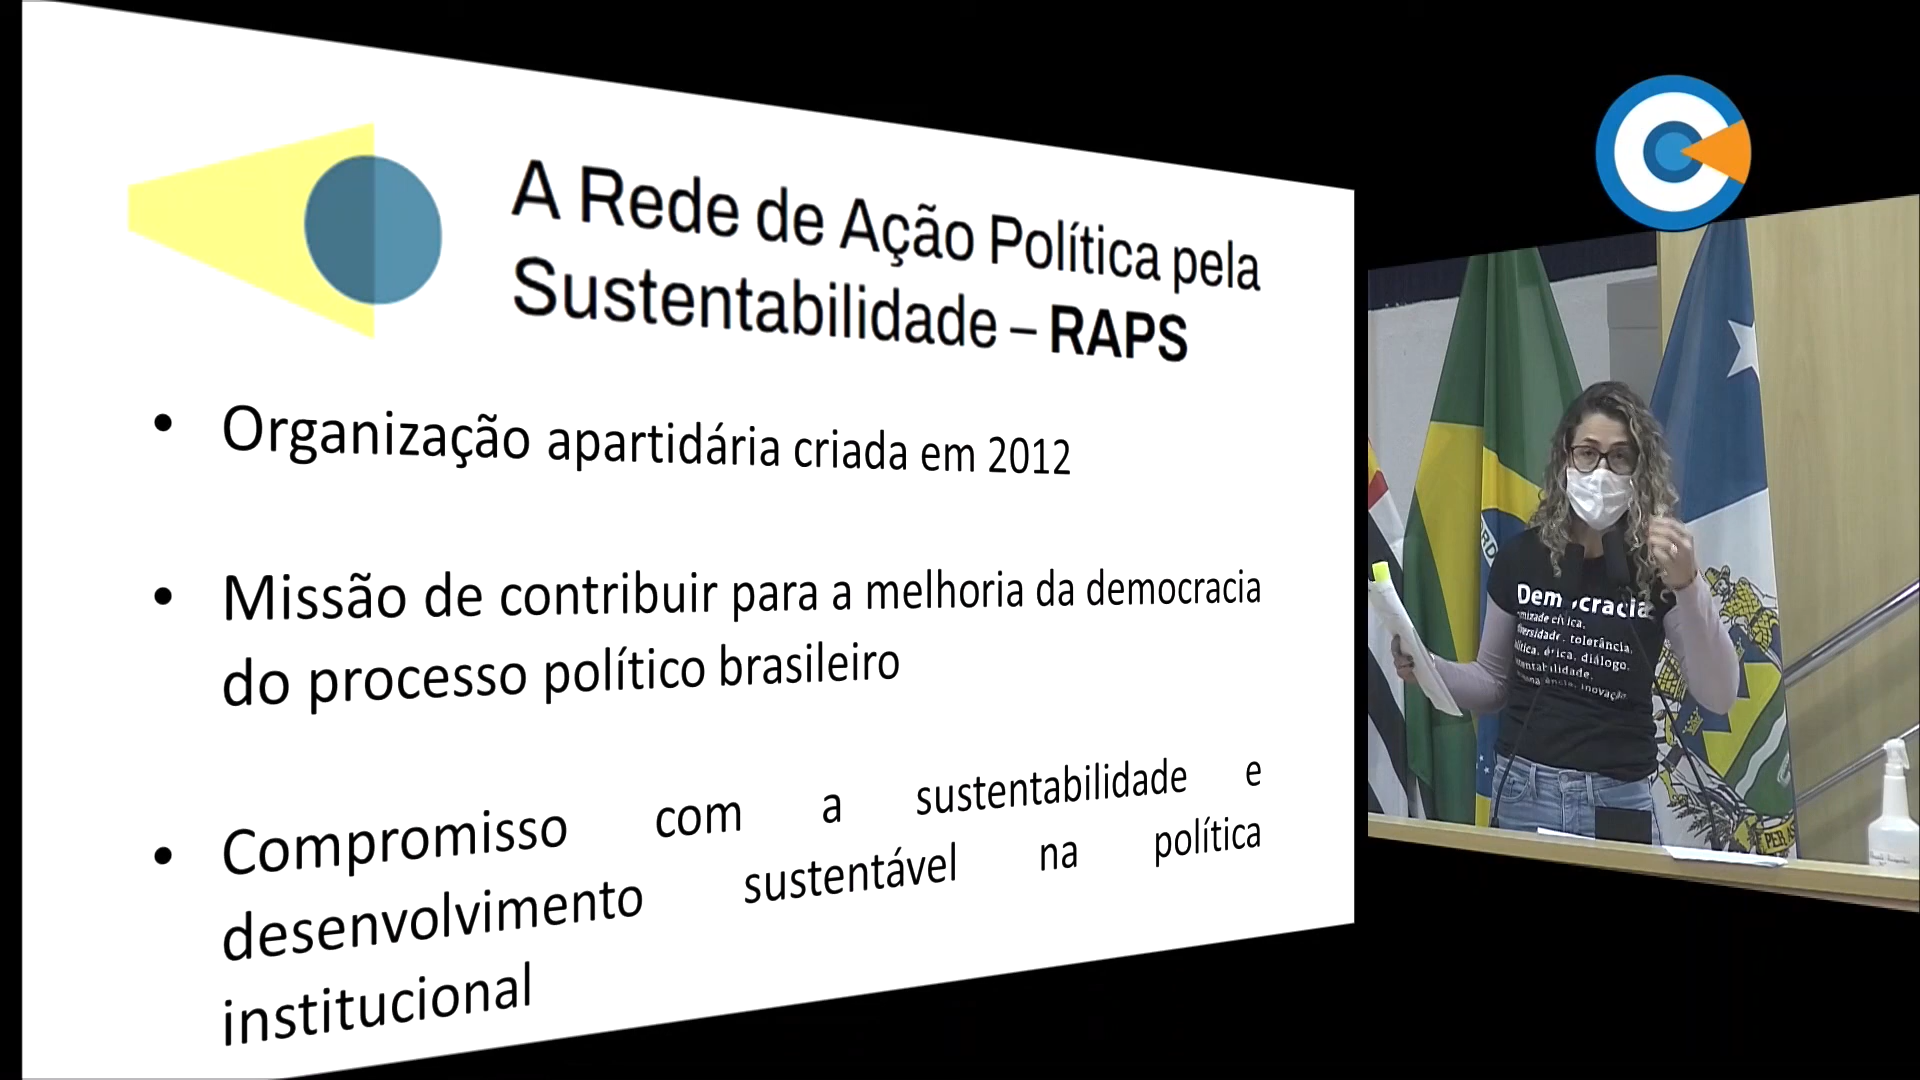 A Rede de Ação Política pela
Sustentabilidade – RAPS
• Organização apartidária criada em 2012
• Missão de contribuir para a melhoria da democracia
do processo político brasileiro
• Compromisso com a sustentabilidade e
desenvolvimento sustentável na política
institucional
tolerância,
diálogo.
inovação
PER